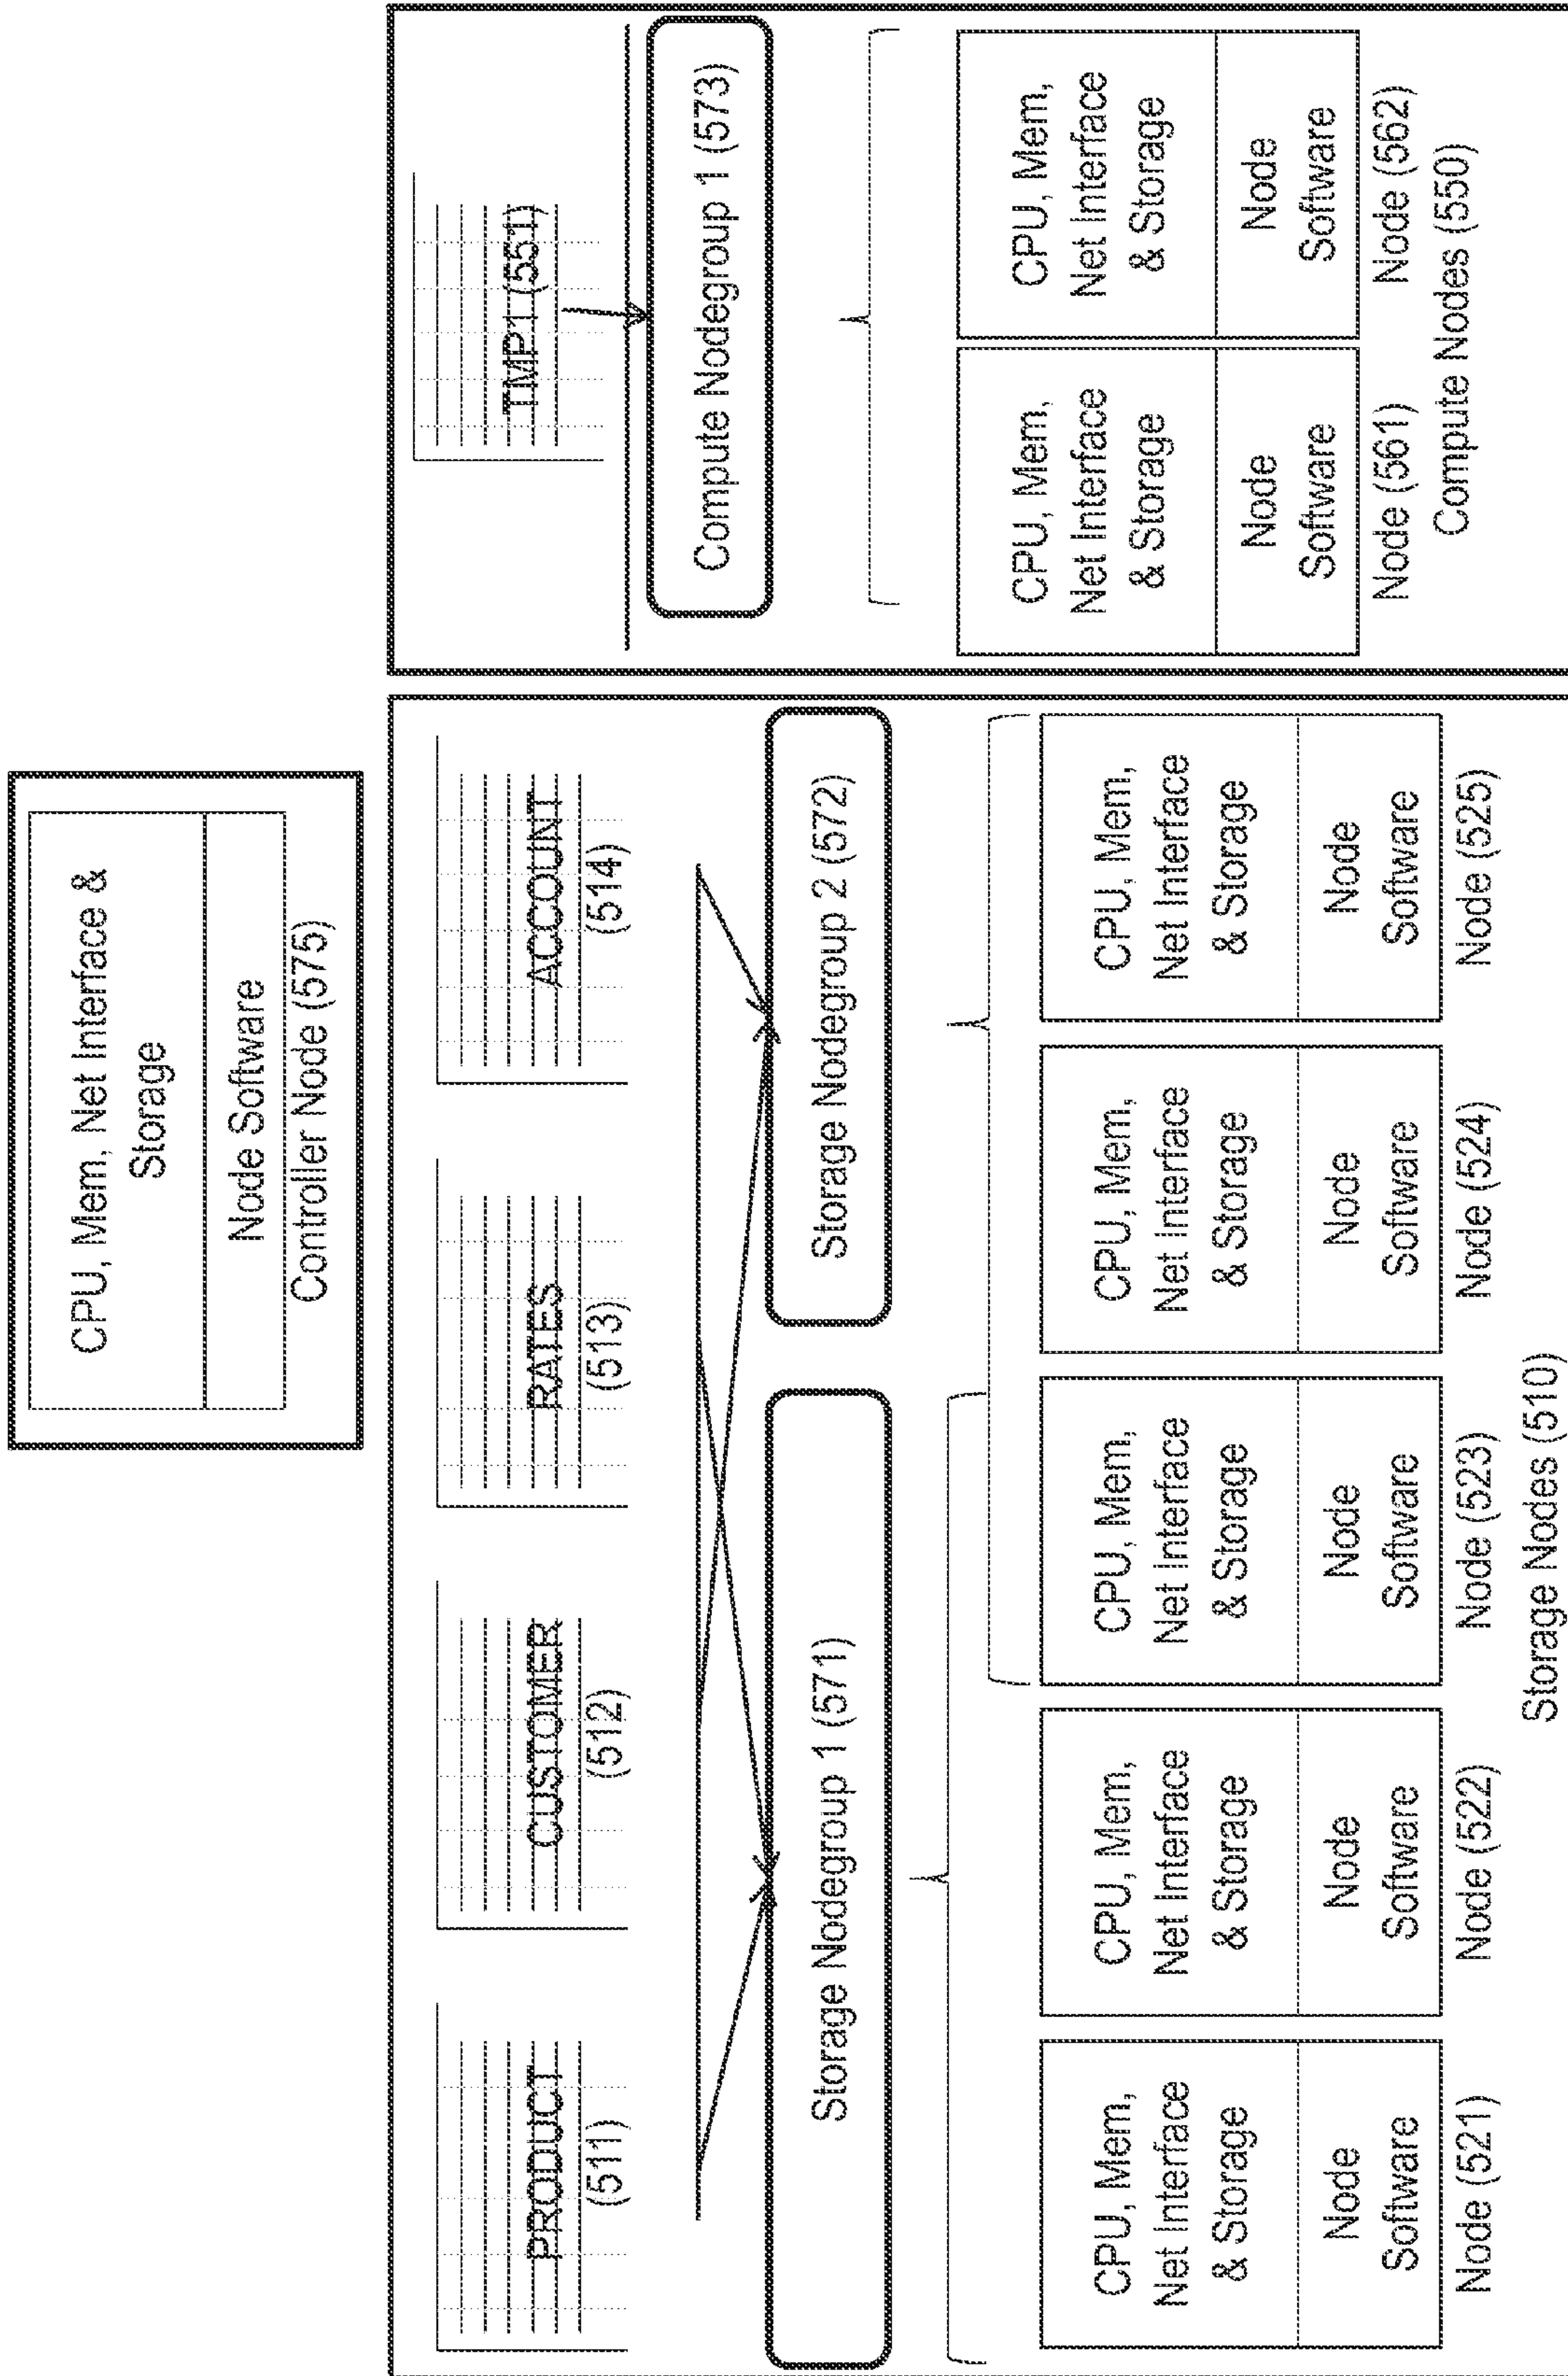 CPU, Mem, Net Interface &
Storage
Node Software
Controller Node (575)
PRODUCT
(511)
CUSTOMER
(512)
RATES
(513)
ACCOUNT
(514)
Storage Nodegroup 1 (571)
Storage Nodegroup 2 (572)
CPU, Mem,
Net Interface
& Storage
Node
Software
Node (521)
CPU, Mem,
Net Interface
& Storage
Node
Software
Node (522)
CPU, Mem,
Net Interface
& Storage
Node
Software
Node (523)
CPU, Mem,
Net Interface
& Storage
Node
Software
Node (524)
CPU, Mem,
Net Interface
& Storage
Node
Software
Node (525)
Storage Nodes (510)
TMP1 (551)
Compute Nodegroup 1 (573)
CPU, Mem,
Net Interface
& Storage
Node
Software
Node (561)
CPU, Mem,
Net Interface
& Storage
Node
Software
Node (562)
Compute Nodes (550)